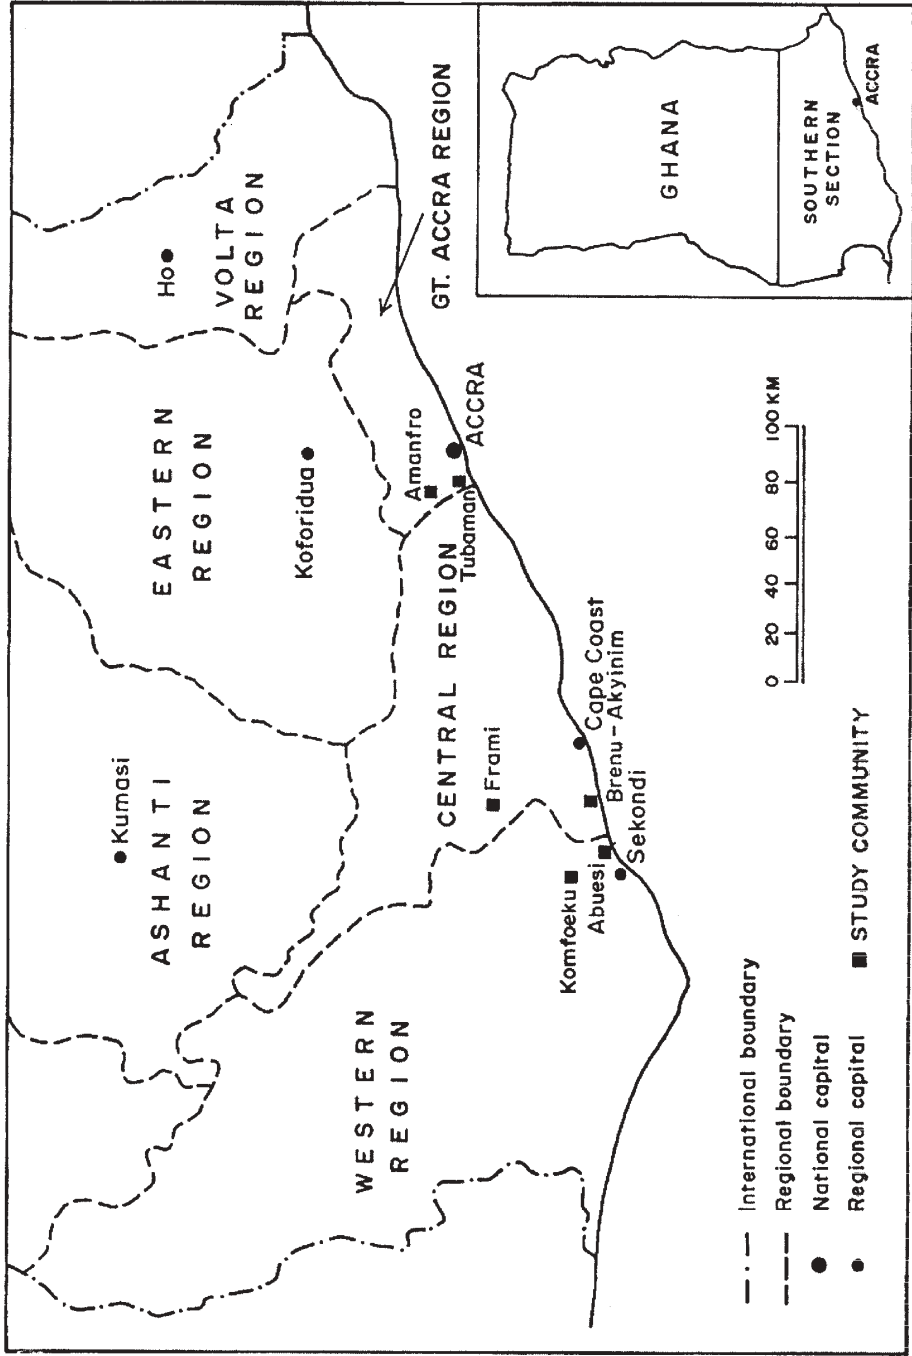 Ho
VOLTA
REGION
EASTERN
REGION
Koforidua
Kumasi
ASHANTI
REGION
WESTERN
REGION
CENTRAL REGION
Frami
Amanfro
Tubaman
ACCRA
GT. ACCRA REGION
Cape Coast
Brenu-Akyinim
Sekondi
Abuesi
Komfoeku
0 20 40 60 80 100 KM
International boundary
Regional boundary
National capital
Regional capital
STUDY COMMUNITY
GHANA
SOUTHERN
SECTION
ACCRA